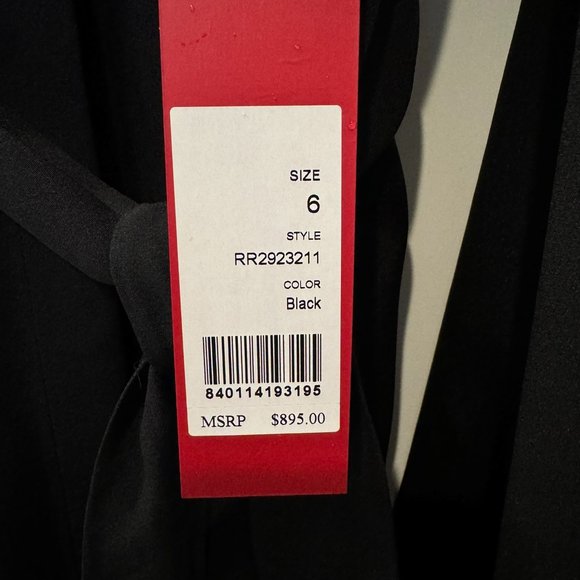 SIZE
6
STYLE
RR2923211
COLOR
Black
840114193195
MSRP $895.00